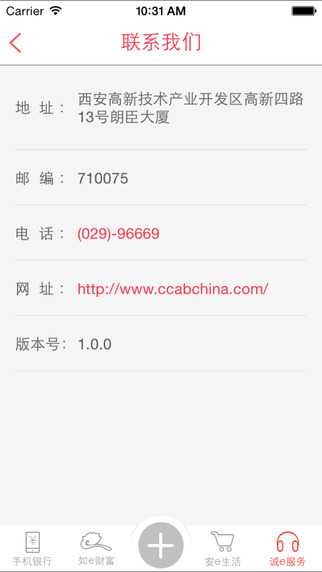 Carrier 10:31 AM
联系我们
地 址： 西安高新技术产业开发区高新四路
13号朗臣大厦
邮 编： 710075
电 话： (029)-96669
网 址： http://www.ccabchina.com/
版本号： 1.0.0
手机银行 如e财富 安e生活 诚e服务